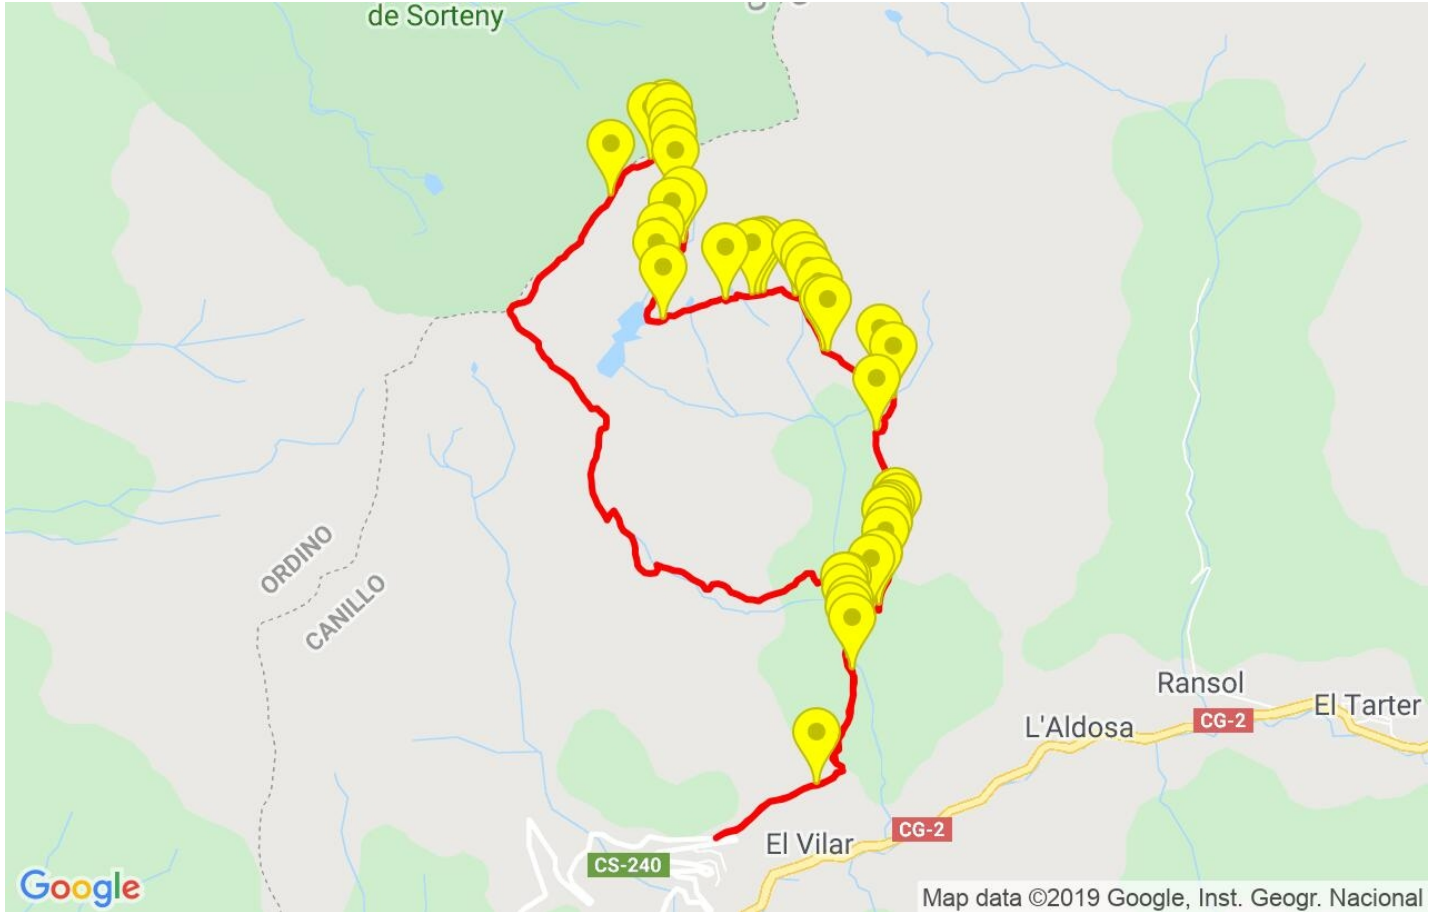 de Sorteny
ORDINO
CANILLO
Ransol
El Tarter
CG-2
L'Aldosa
CG-2
El Vilar
CS-240
Google
Map data ©2019 Google, Inst. Geogr. Nacional